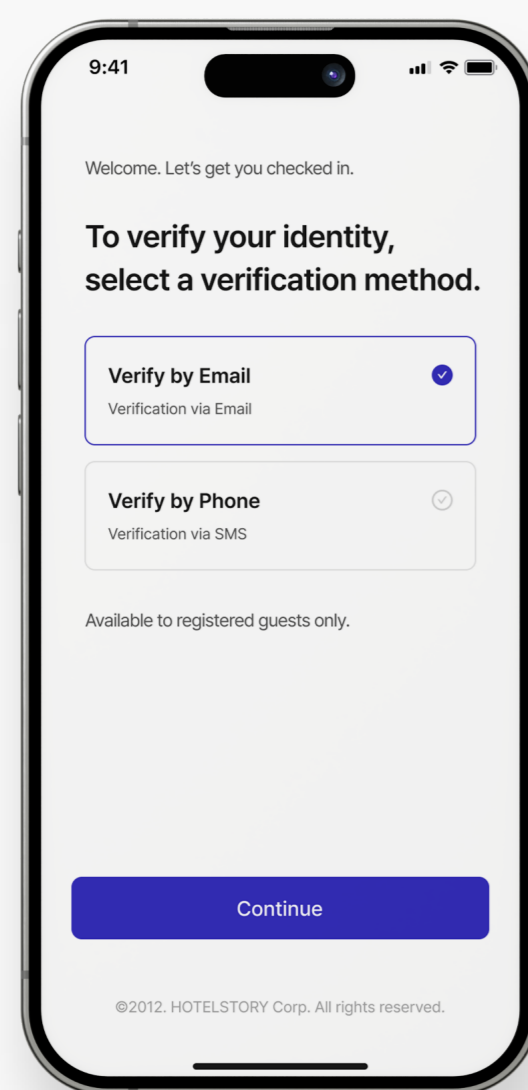 9:41
Welcome. Let's get you checked in.
To verify your identity,
select a verification method.
Verify by Email
Verification via Email
Verify by Phone
Verification via SMS
Available to registered guests only.
Continue
©2012. HOTELSTORY Corp. All rights reserved.